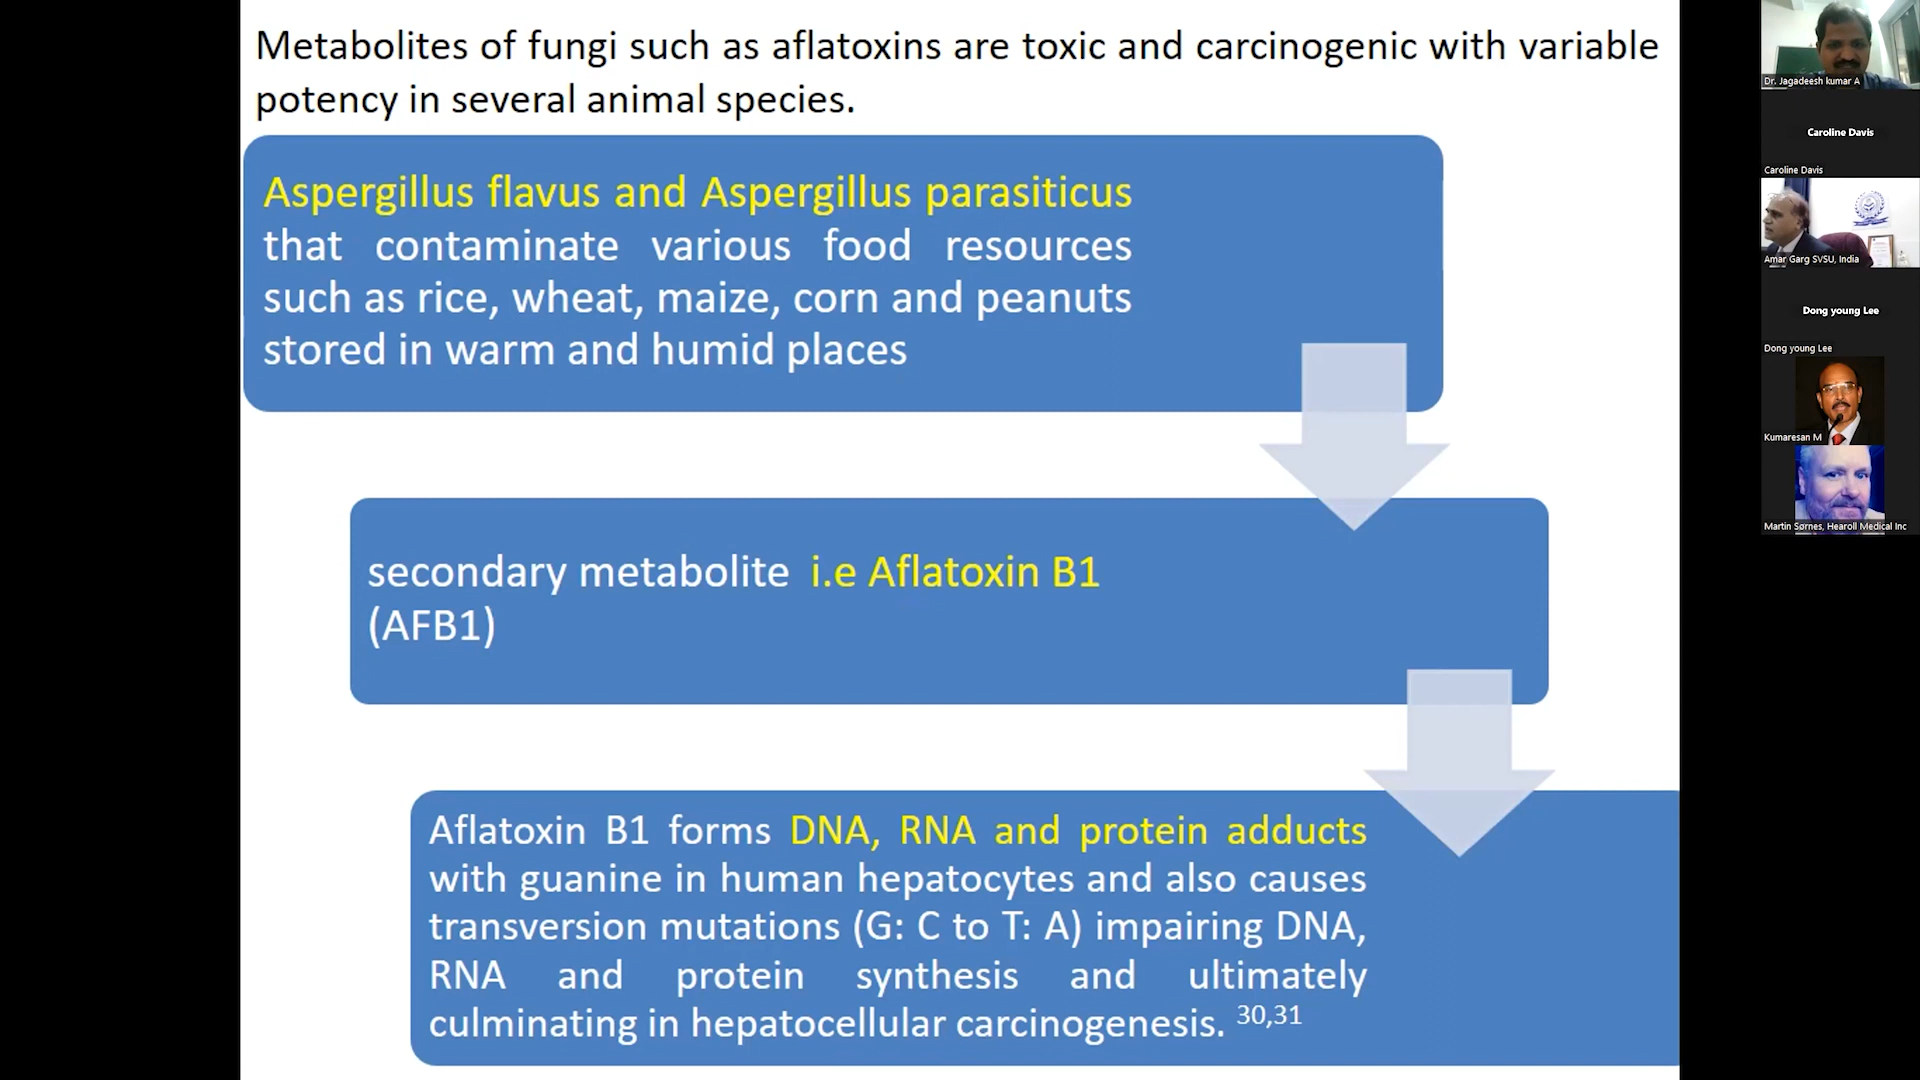 Metabolites of fungi such as aflatoxins are toxic and carcinogenic with variable
potency in several animal species.
Aspergillus flavus and Aspergillus parasiticus
that contaminate various food resources
such as rice, wheat, maize, corn and peanuts
stored in warm and humid places
secondary metabolite i.e Aflatoxin B1
(AFB1)
Aflatoxin B1 forms DNA, RNA and protein adducts
with guanine in human hepatocytes and also causes
transversion mutations (G: C to T: A) impairing DNA,
RNA and protein synthesis and ultimately
culminating in hepatocellular carcinogenesis. 30,31
Dr. Jagadeesh kumar A
Caroline Davis
Caroline Davis
Amar Garg SVSU, India
Dong young Lee
Dong young Lee
Kumaresan M
Martin Sørnes, Hearoll Medical Inc